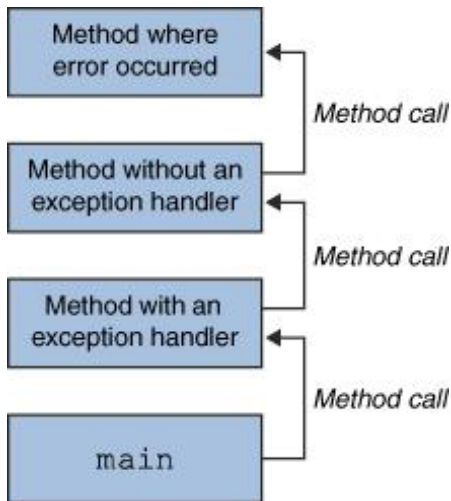 Method where
error occurred
Method call
Method without an
exception handler
Method call
Method with an
exception handler
Method call
main